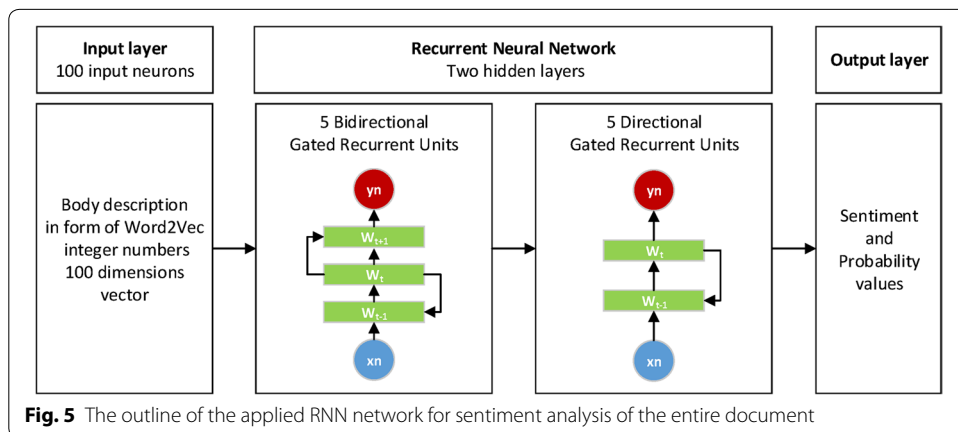 Input layer
100 input neurons
Recurrent Neural Network
Two hidden layers
Output layer
Body description
in form of Word2Vec
integer numbers
100 dimensions
vector
5 Bidirectional
Gated Recurrent Units
yn
Wt+1
Wt
Wt-1
xn
5 Directional
Gated Recurrent Units
yn
Wt
Wt-1
xn
Sentiment
and
Probability
values
Fig. 5 The outline of the applied RNN network for sentiment analysis of the entire document